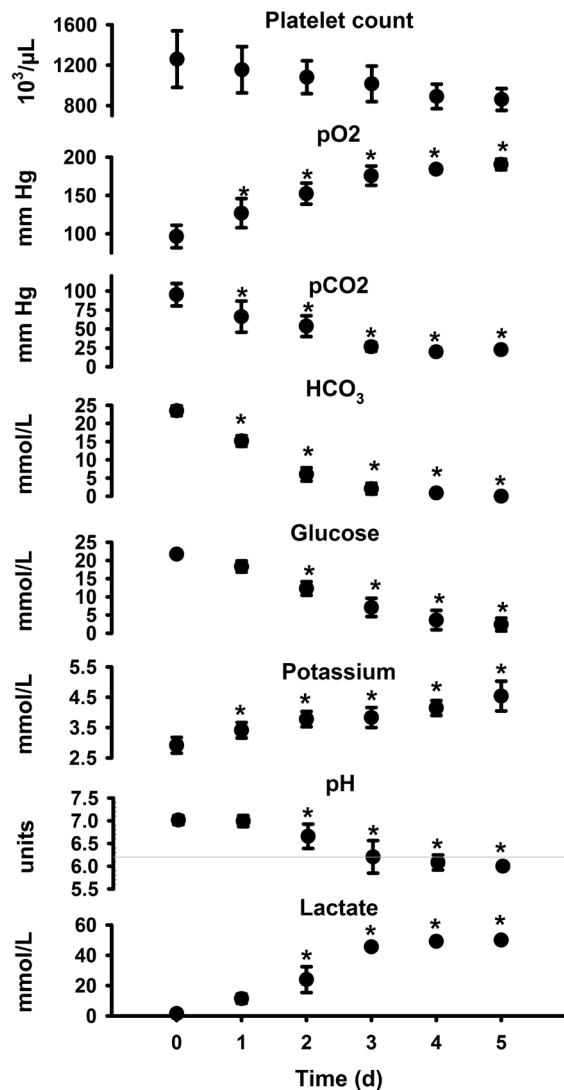 Platelet count
10³/µL
1600
1200
800
pO2
mm Hg
200
150
100
* * * * *
pCO2
mm Hg
100
75
50
25
0
* * * * *
HCO₃
mmol/L
25
20
15
10
5
0
* * * * *
Glucose
mmol/L
25
20
15
10
5
0
* * * *
Potassium
mmol/L
5.5
4.5
3.5
2.5
* * * * *
pH
units
7.5
7.0
6.5
6.0
5.5
* * * *
Lactate
mmol/L
60
40
20
0
* * * *
0 1 2 3 4 5
Time (d)